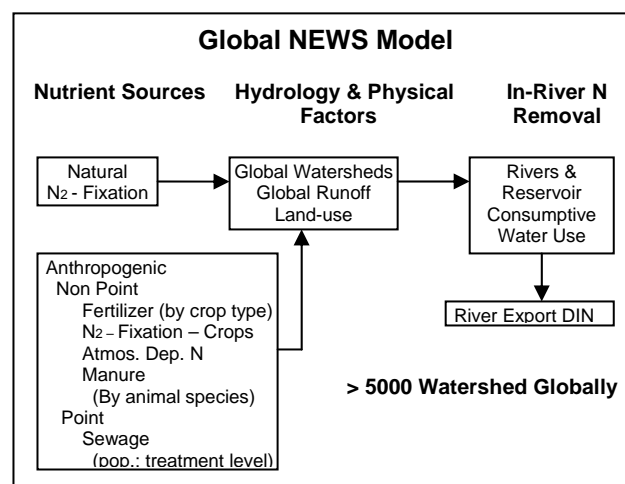 Global NEWS Model
Nutrient Sources
Hydrology & Physical
Factors
In-River N
Removal
Natural
N2 - Fixation
Global Watersheds
Global Runoff
Land-use
Rivers &
Reservoir
Consumptive
Water Use
Anthropogenic
Non Point
Fertilizer (by crop type)
N2 – Fixation – Crops
Atmos. Dep. N
Manure
(By animal species)
Point
Sewage
(pop.: treatment level)
River Export DIN
> 5000 Watershed Globally